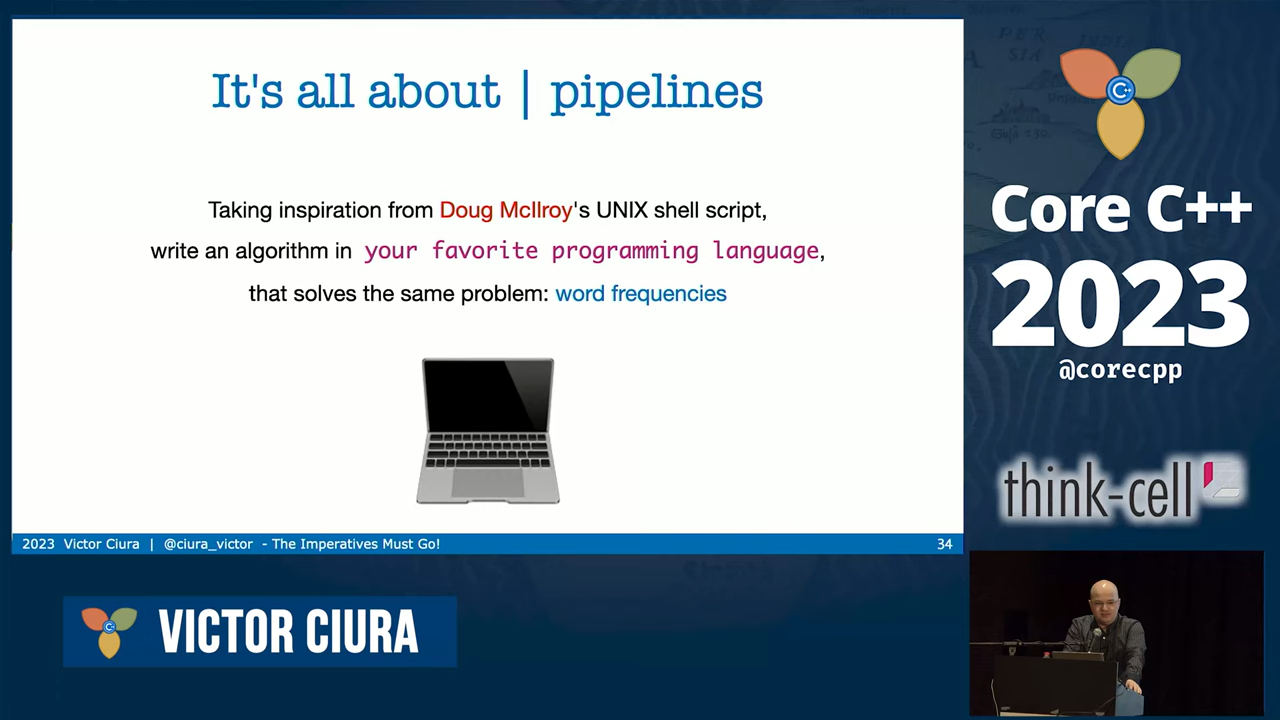 It's all about | pipelines
Taking inspiration from Doug McIlroy's UNIX shell script,
write an algorithm in your favorite programming language,
that solves the same problem: word frequencies
2023 Victor Ciura | @ciura_victor - The Imperatives Must Go!
34
VICTOR CIURA
C++
Core C++
2023
@corecpp
think-cell